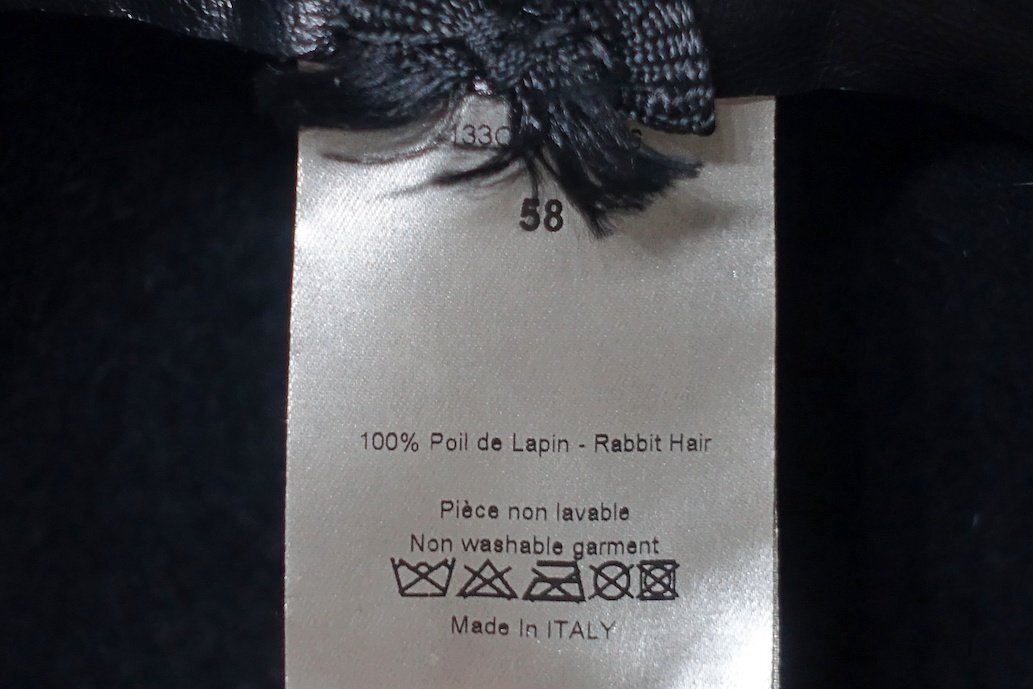 58
100% Poil de Lapin - Rabbit Hair
Pièce non lavable
Non washable garment
Made In ITALY